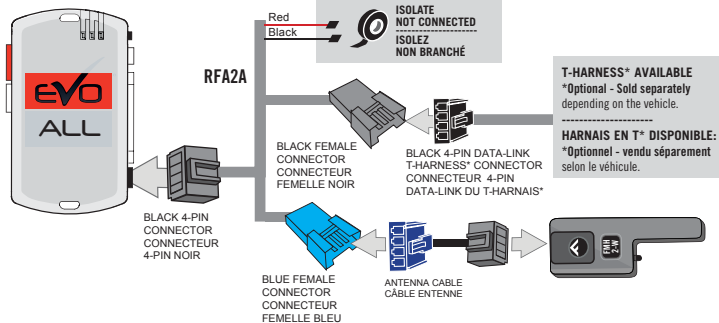 Red
Black
ISOLATE
NOT CONNECTED
ISOLEZ
NON BRANCHÉ
EVO
ALL
RFA2A
T-HARNESS* AVAILABLE
*Optional - Sold separately
depending on the vehicle.
HARNAIS EN T* DISPONIBLE:
*Optionnel - vendu séparement
selon le véhicule.
BLACK FEMALE
CONNECTOR
CONNECTEUR
FEMELLE NOIR
BLACK 4-PIN DATA-LINK
T-HARNESS* CONNECTOR
CONNECTEUR 4-PIN
DATA-LINK DU T-HARNAIS*
BLACK 4-PIN
CONNECTOR
CONNECTEUR
4-PIN NOIR
BLUE FEMALE
CONNECTOR
CONNECTEUR
FEMELLE BLEU
ANTENNA CABLE
CÂBLE ENTENNE
FMH
2-W